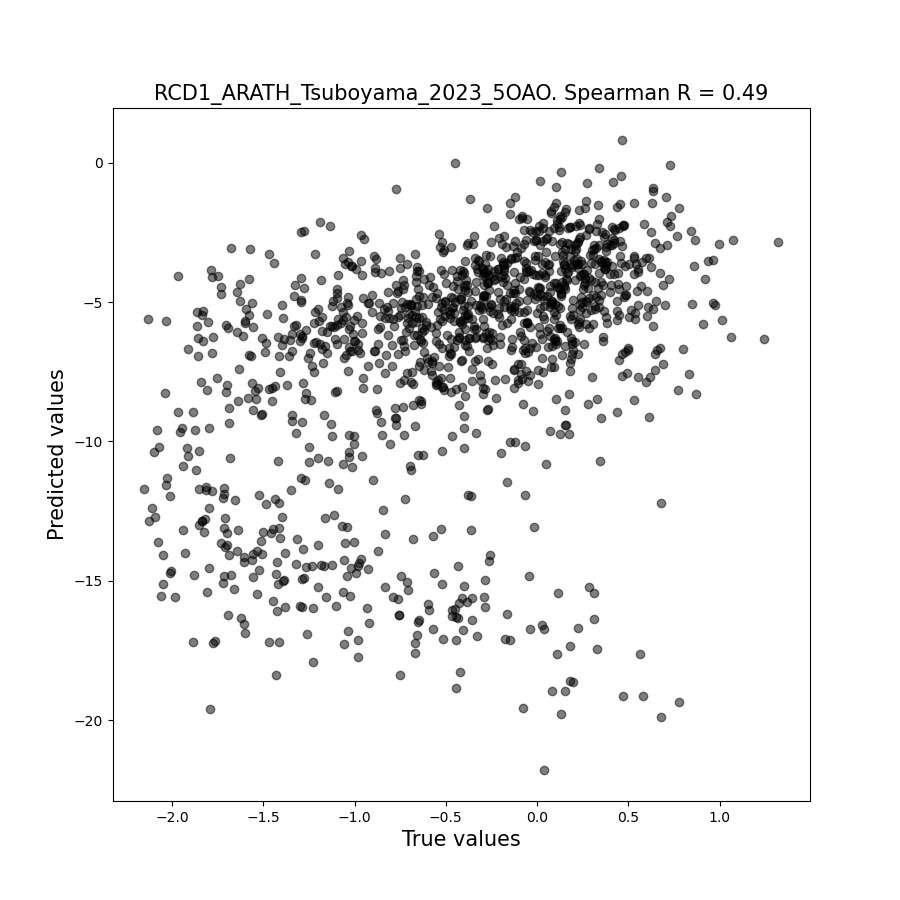 RCD1_ARATH_Tsuboyama_2023_5OAO. Spearman R = 0.49
Predicted values
0
−5
−10
−15
−20
−2.0 −1.5 −1.0 −0.5 0.0 0.5 1.0
True values